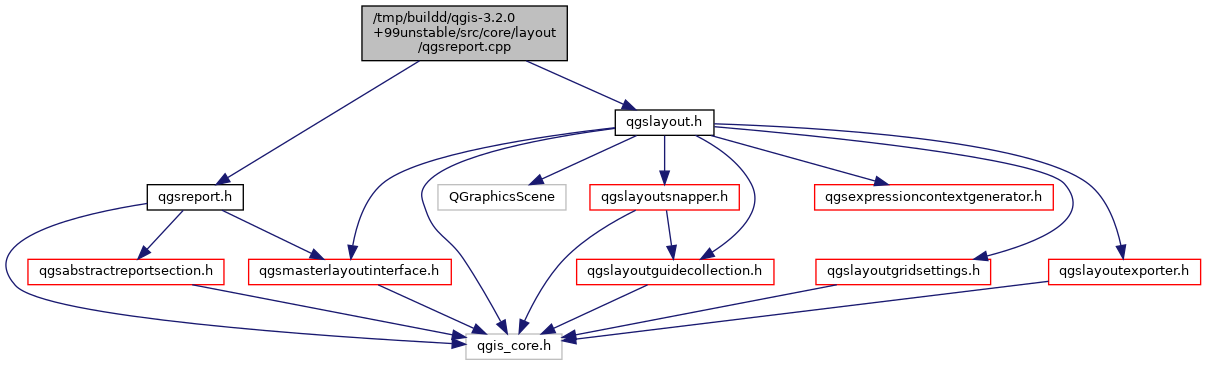 /tmp/buildd/qgis-3.2.0
+99unstable/src/core/layout
/qgsreport.cpp
qgslayout.h
qgsreport.h
QGraphicsScene
qgslayoutsnapper.h
qgsexpressioncontextgenerator.h
qgsabstractreportsection.h
qgsmasterlayoutinterface.h
qgslayoutguidecollection.h
qgslayoutgridsettings.h
qgslayoutexporter.h
qgis_core.h